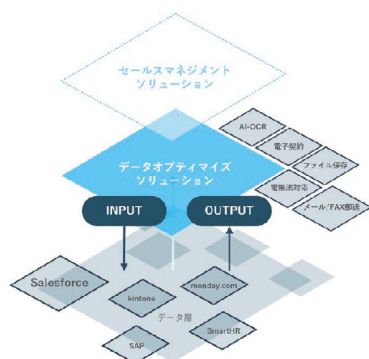 セールスマネジメント
ソリューション
AI-OCR
電子契約
データオプティマイズ
ソリューション
ファイル保存
電帳法対応
メール/FAX郵送
INPUT
OUTPUT
Salesforce
kintone
monday.com
データ層
SAP
SmartHR